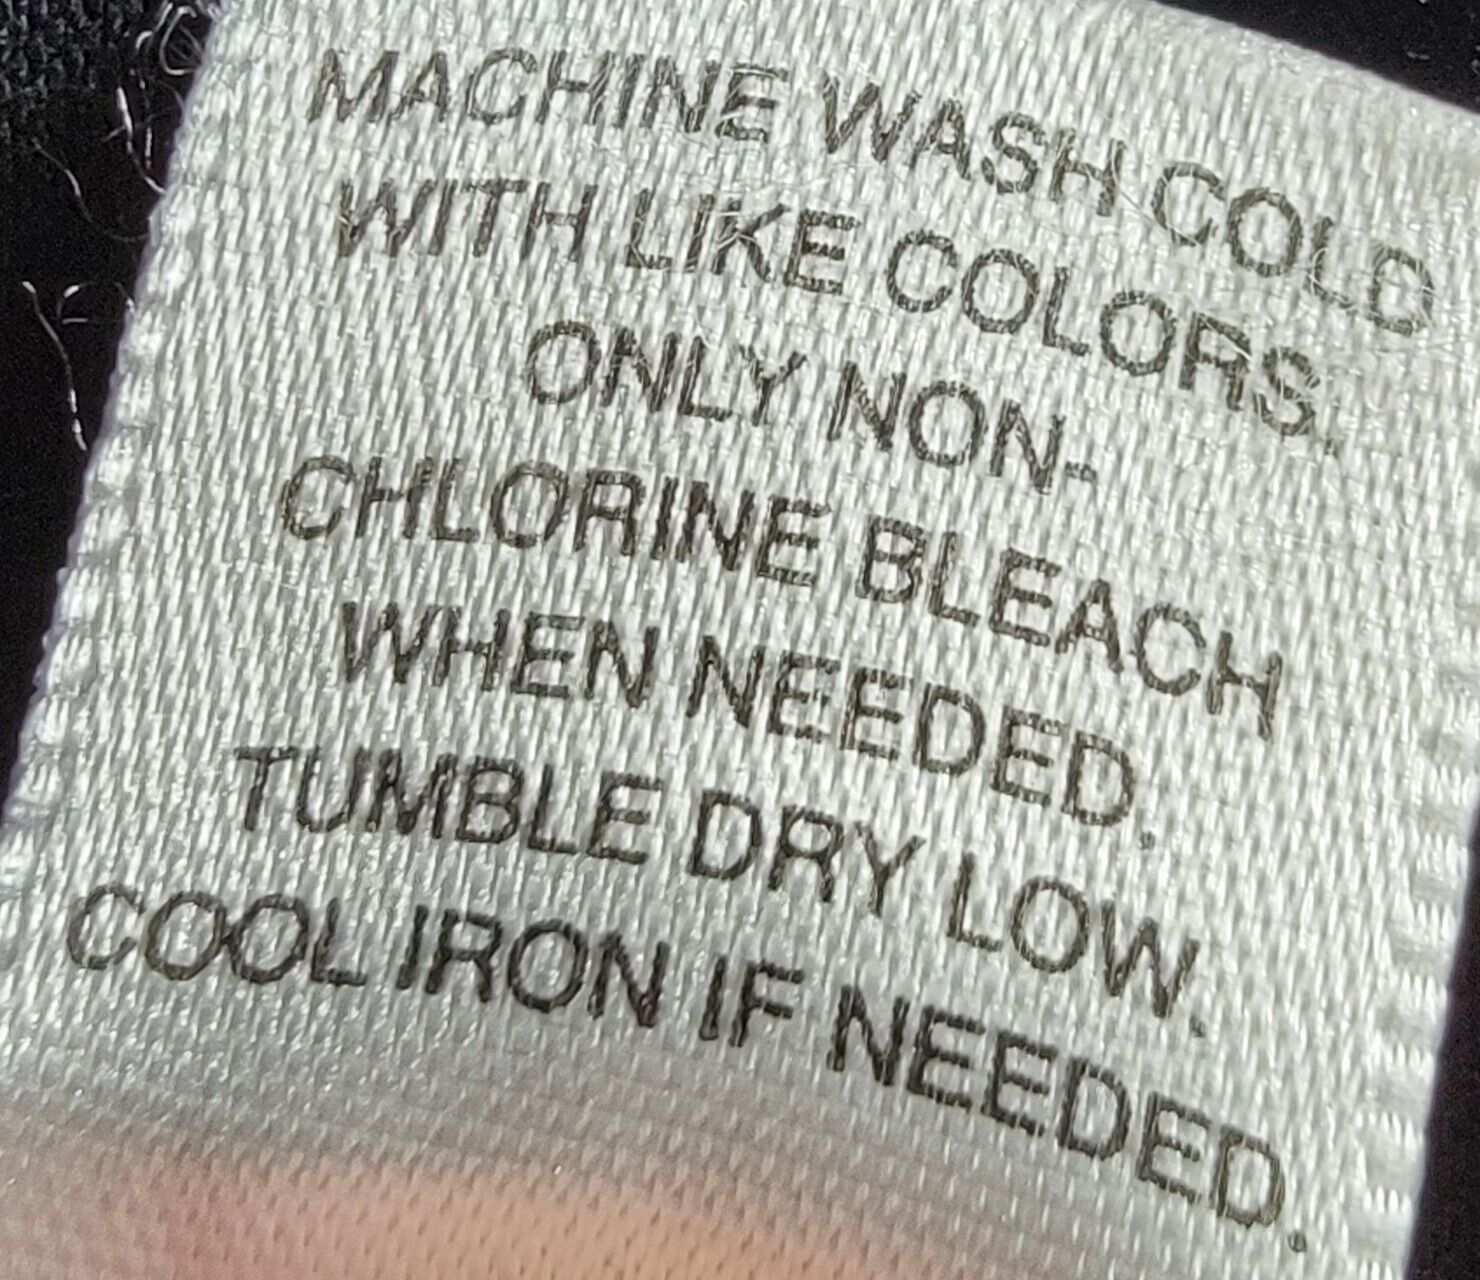 MACHINE WASH COLD
WITH LIKE COLORS.
ONLY NON-
CHLORINE BLEACH
WHEN NEEDED.
TUMBLE DRY LOW.
COOL IRON IF NEEDED.